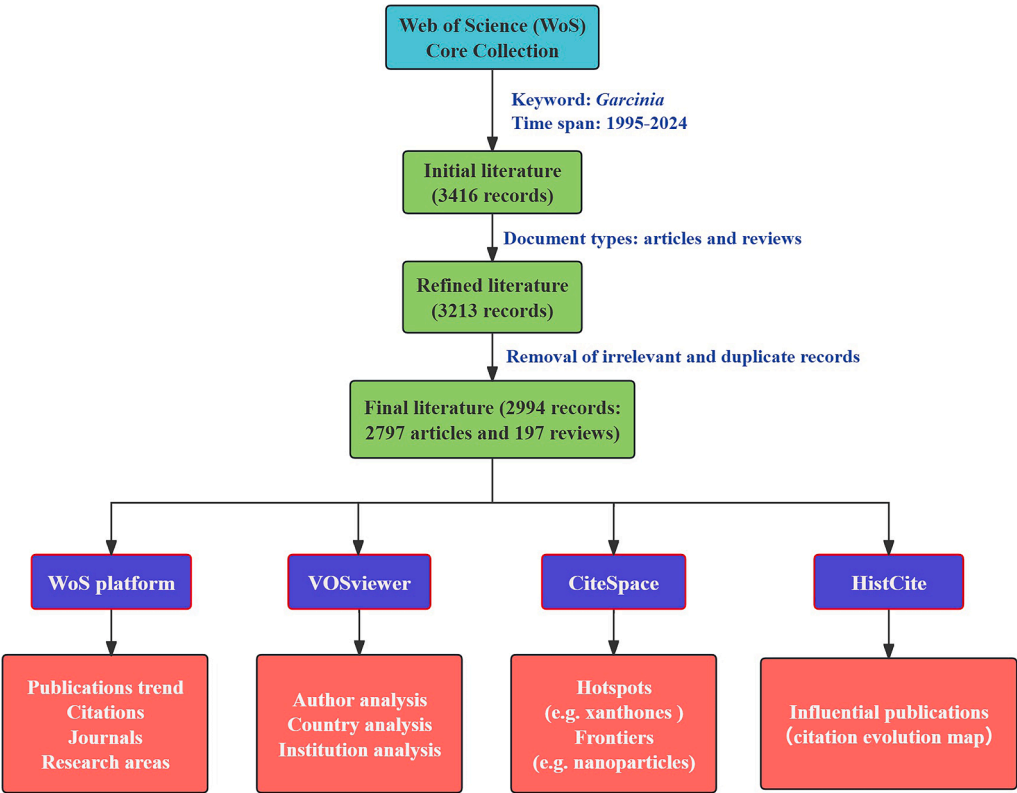 Web of Science (WoS)
Core Collection
Keyword: Garcinia
Time span: 1995-2024
Initial literature
(3416 records)
Document types: articles and reviews
Refined literature
(3213 records)
Removal of irrelevant and duplicate records
Final literature (2994 records:
2797 articles and 197 reviews)
WoS platform
VOSviewer
CiteSpace
HistCite
Publications trend
Citations
Journals
Research areas
Author analysis
Country analysis
Institution analysis
Hotspots
(e.g. xanthones )
Frontiers
(e.g. nanoparticles)
Influential publications
(citation evolution map)